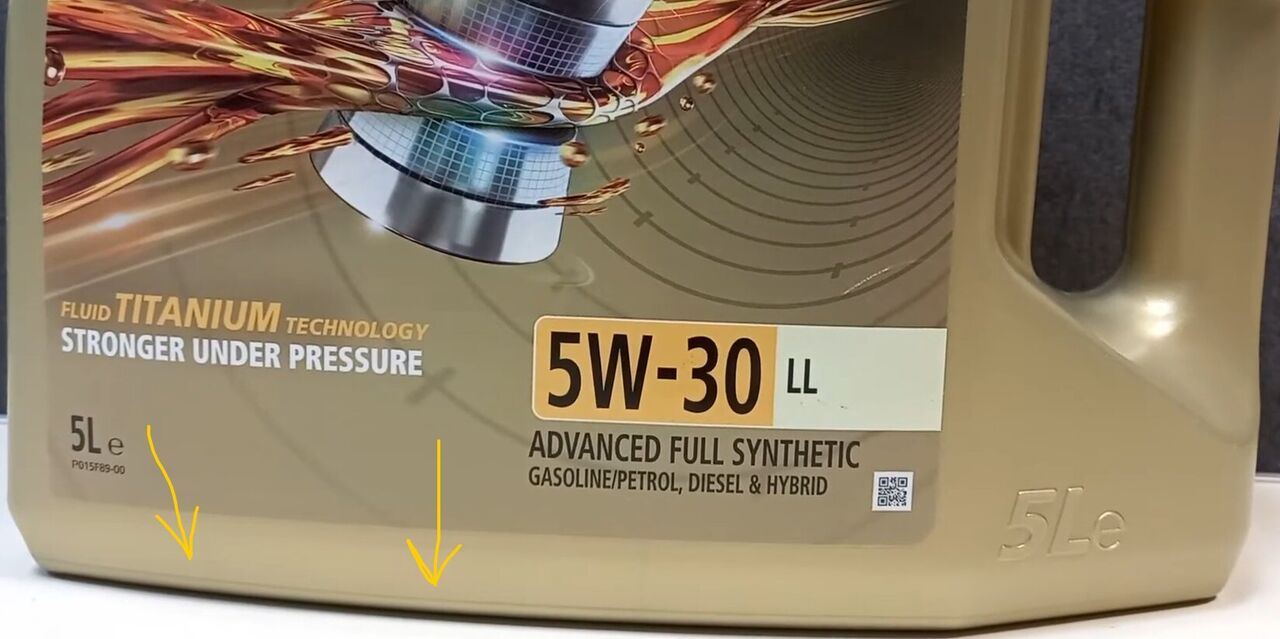 FLUID TITANIUM TECHNOLOGY
STRONGER UNDER PRESSURE
5L e
P015F89-00
5W-30 LL
ADVANCED FULL SYNTHETIC
GASOLINE/PETROL, DIESEL & HYBRID
5Le